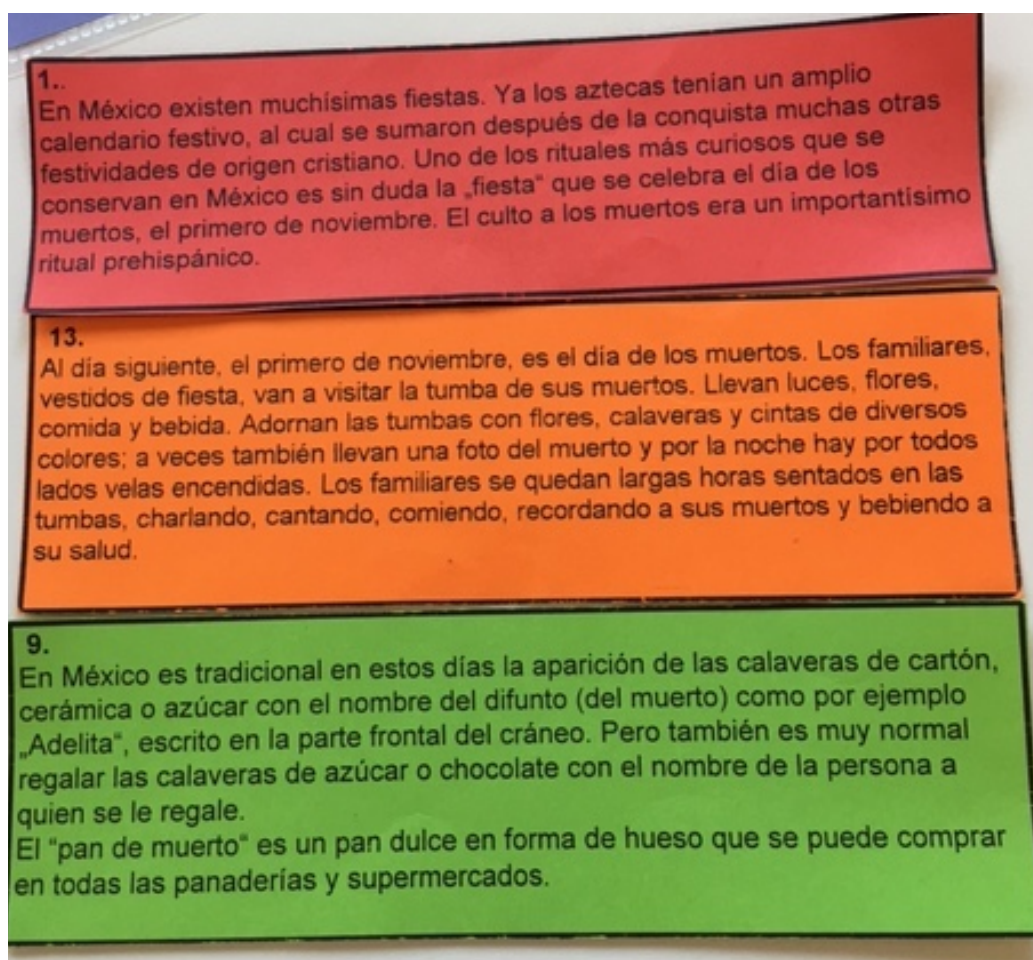 1..
En México existen muchísimas fiestas. Ya los aztecas tenían un amplio
calendario festivo, al cual se sumaron después de la conquista muchas otras
festividades de origen cristiano. Uno de los rituales más curiosos que se
conservan en México es sin duda la „fiesta“ que se celebra el día de los
muertos, el primero de noviembre. El culto a los muertos era un importantísimo
ritual prehispánico.
13.
Al día siguiente, el primero de noviembre, es el día de los muertos. Los familiares,
vestidos de fiesta, van a visitar la tumba de sus muertos. Llevan luces, flores,
comida y bebida. Adornan las tumbas con flores, calaveras y cintas de diversos
colores; a veces también llevan una foto del muerto y por la noche hay por todos
lados velas encendidas. Los familiares se quedan largas horas sentados en las
tumbas, charlando, cantando, comiendo, recordando a sus muertos y bebiendo a
su salud.
9.
En México es tradicional en estos días la aparición de las calaveras de cartón,
cerámica o azúcar con el nombre del difunto (del muerto) como por ejemplo
„Adelita“, escrito en la parte frontal del cráneo. Pero también es muy normal
regalar las calaveras de azúcar o chocolate con el nombre de la persona a
quien se le regale.
El “pan de muerto“ es un pan dulce en forma de hueso que se puede comprar
en todas las panaderías y supermercados.